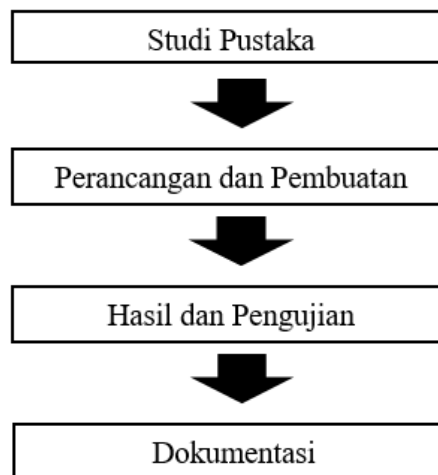 Studi Pustaka
Perancangan dan Pembuatan
Hasil dan Pengujian
Dokumentasi